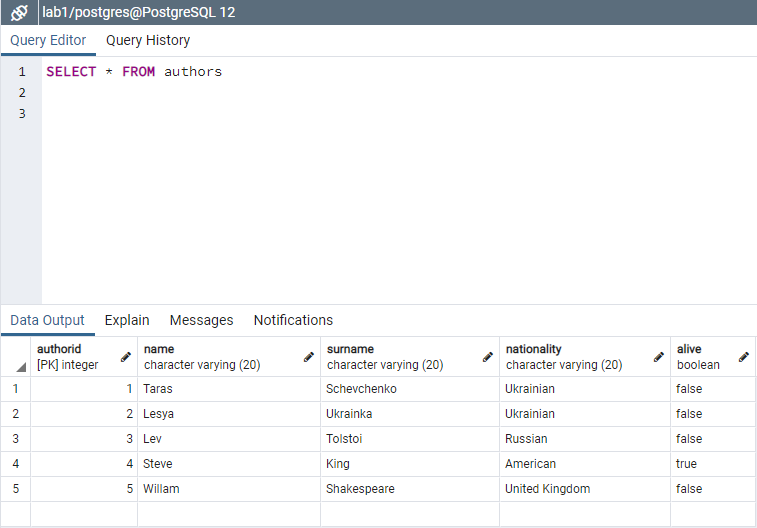 lab1/postgres@PostgreSQL 12
Query Editor Query History
1 SELECT * FROM authors
2
3
Data Output Explain Messages Notifications
authorid name surname nationality alive
[PK] integer character varying (20) character varying (20) character varying (20) boolean
1 1 Taras Schevchenko Ukrainian false
2 2 Lesya Ukrainka Ukrainian false
3 3 Lev Tolstoi Russian false
4 4 Steve King American true
5 5 Willam Shakespeare United Kingdom false